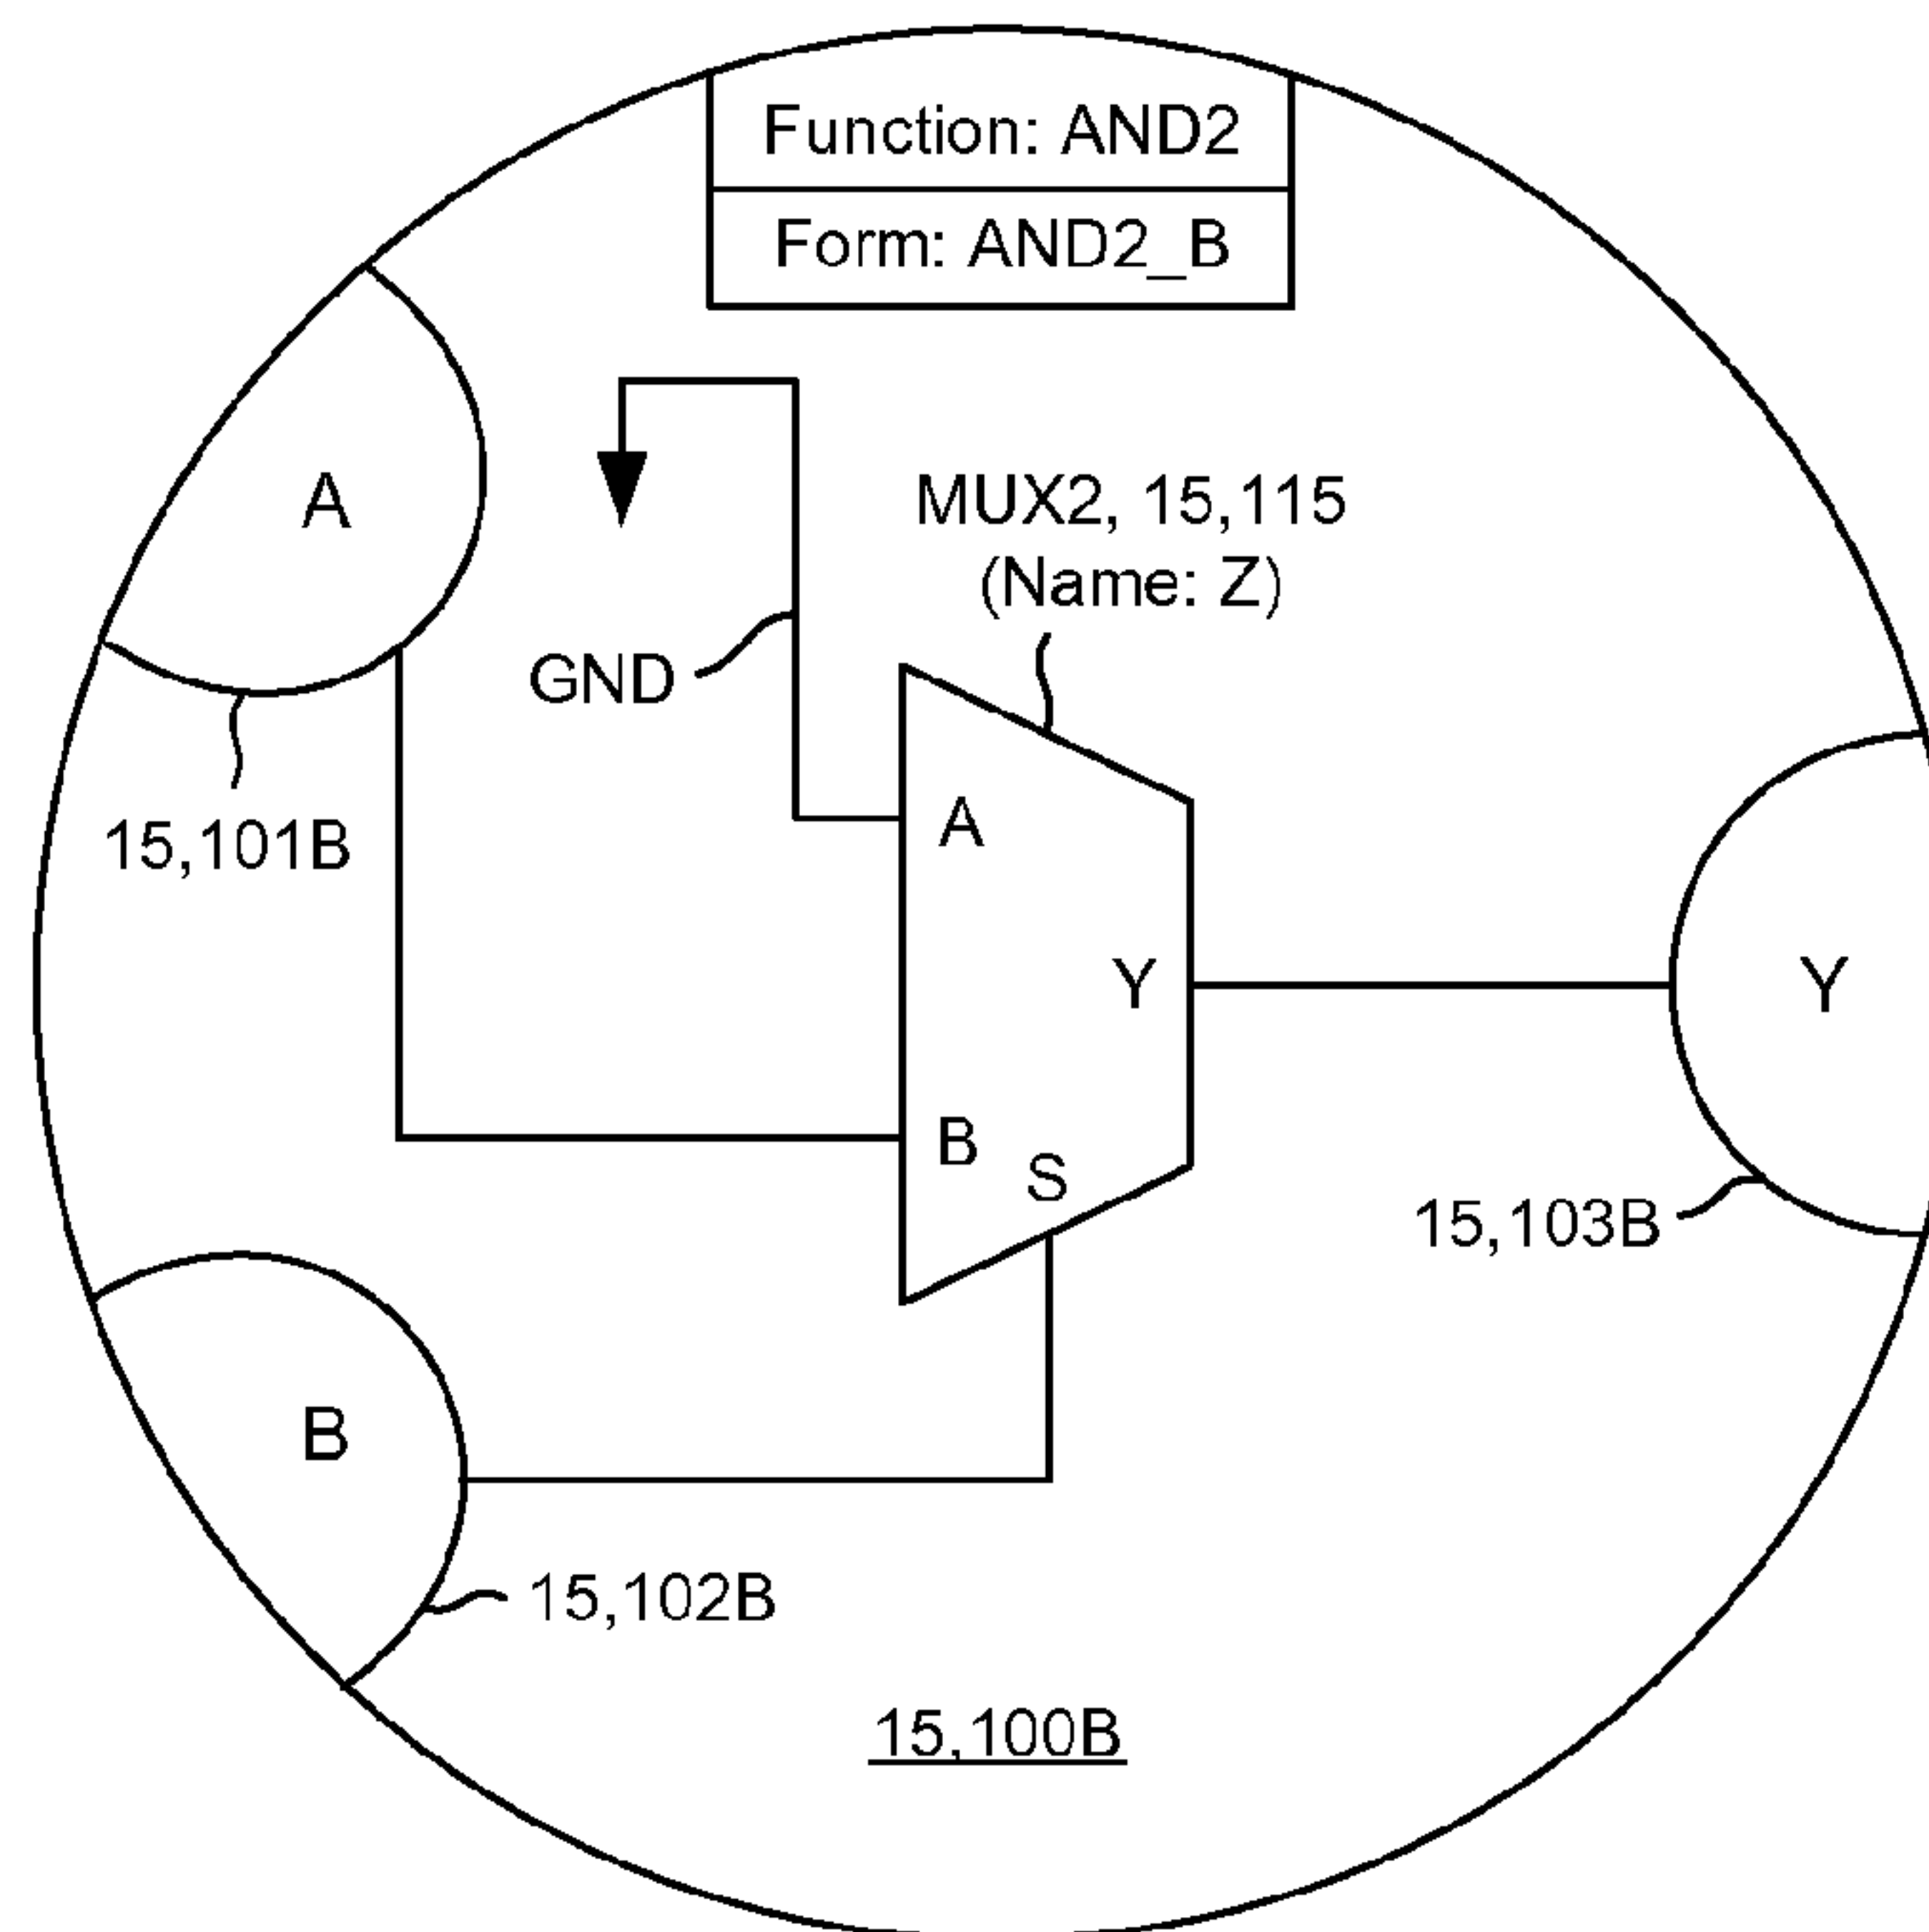 Function: AND2
Form: AND2_B
A
MUX2, 15,115
(Name: Z)
GND
15,101B
A
Y
Y
B
S
15,103B
B
15,102B
15,100B